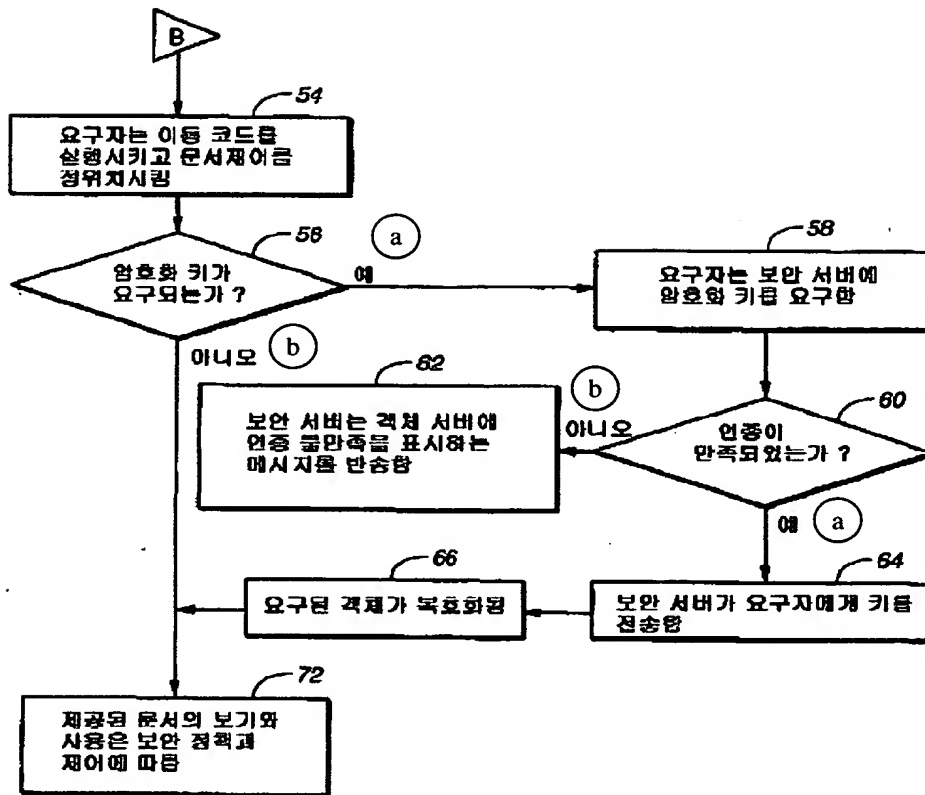 B
54
요구자는 이동 코드를
실행시키고 문서제어를
정위치시킴
56
암호화 키가
요구되는가 ?
a
예
58
요구자는 보안 서버에
암호화 키를 요구함
아니오
b
62
보안 서버는 객체 서버에
인증 불만족을 표시하는
메시지를 반송함
b
아니오
60
인증이
만족되었는가 ?
예
a
66
요구된 객체가 복호화됨
64
보안 서버가 요구자에게 키를
전송함
72
제공된 문서의 보기와
사용은 보안 정책과
제어에 따름